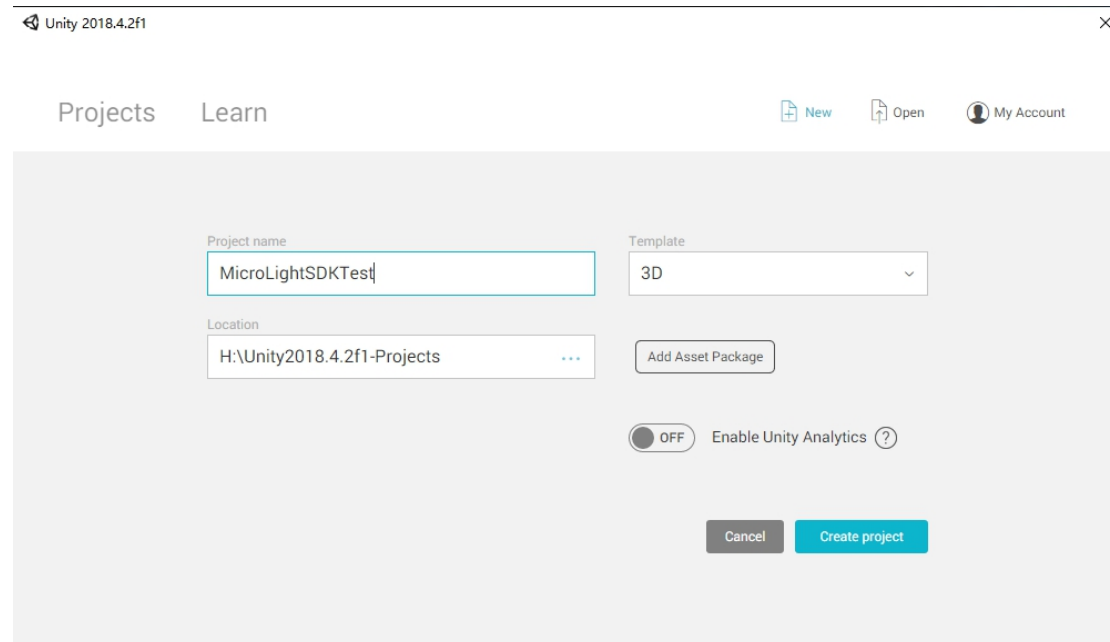 Unity 2018.4.2f1
Projects Learn New Open My Account
Project name Template
MicroLightSDKTest 3D
Location
H:\Unity2018.4.2f1-Projects ... Add Asset Package
OFF Enable Unity Analytics ?
Cancel Create project